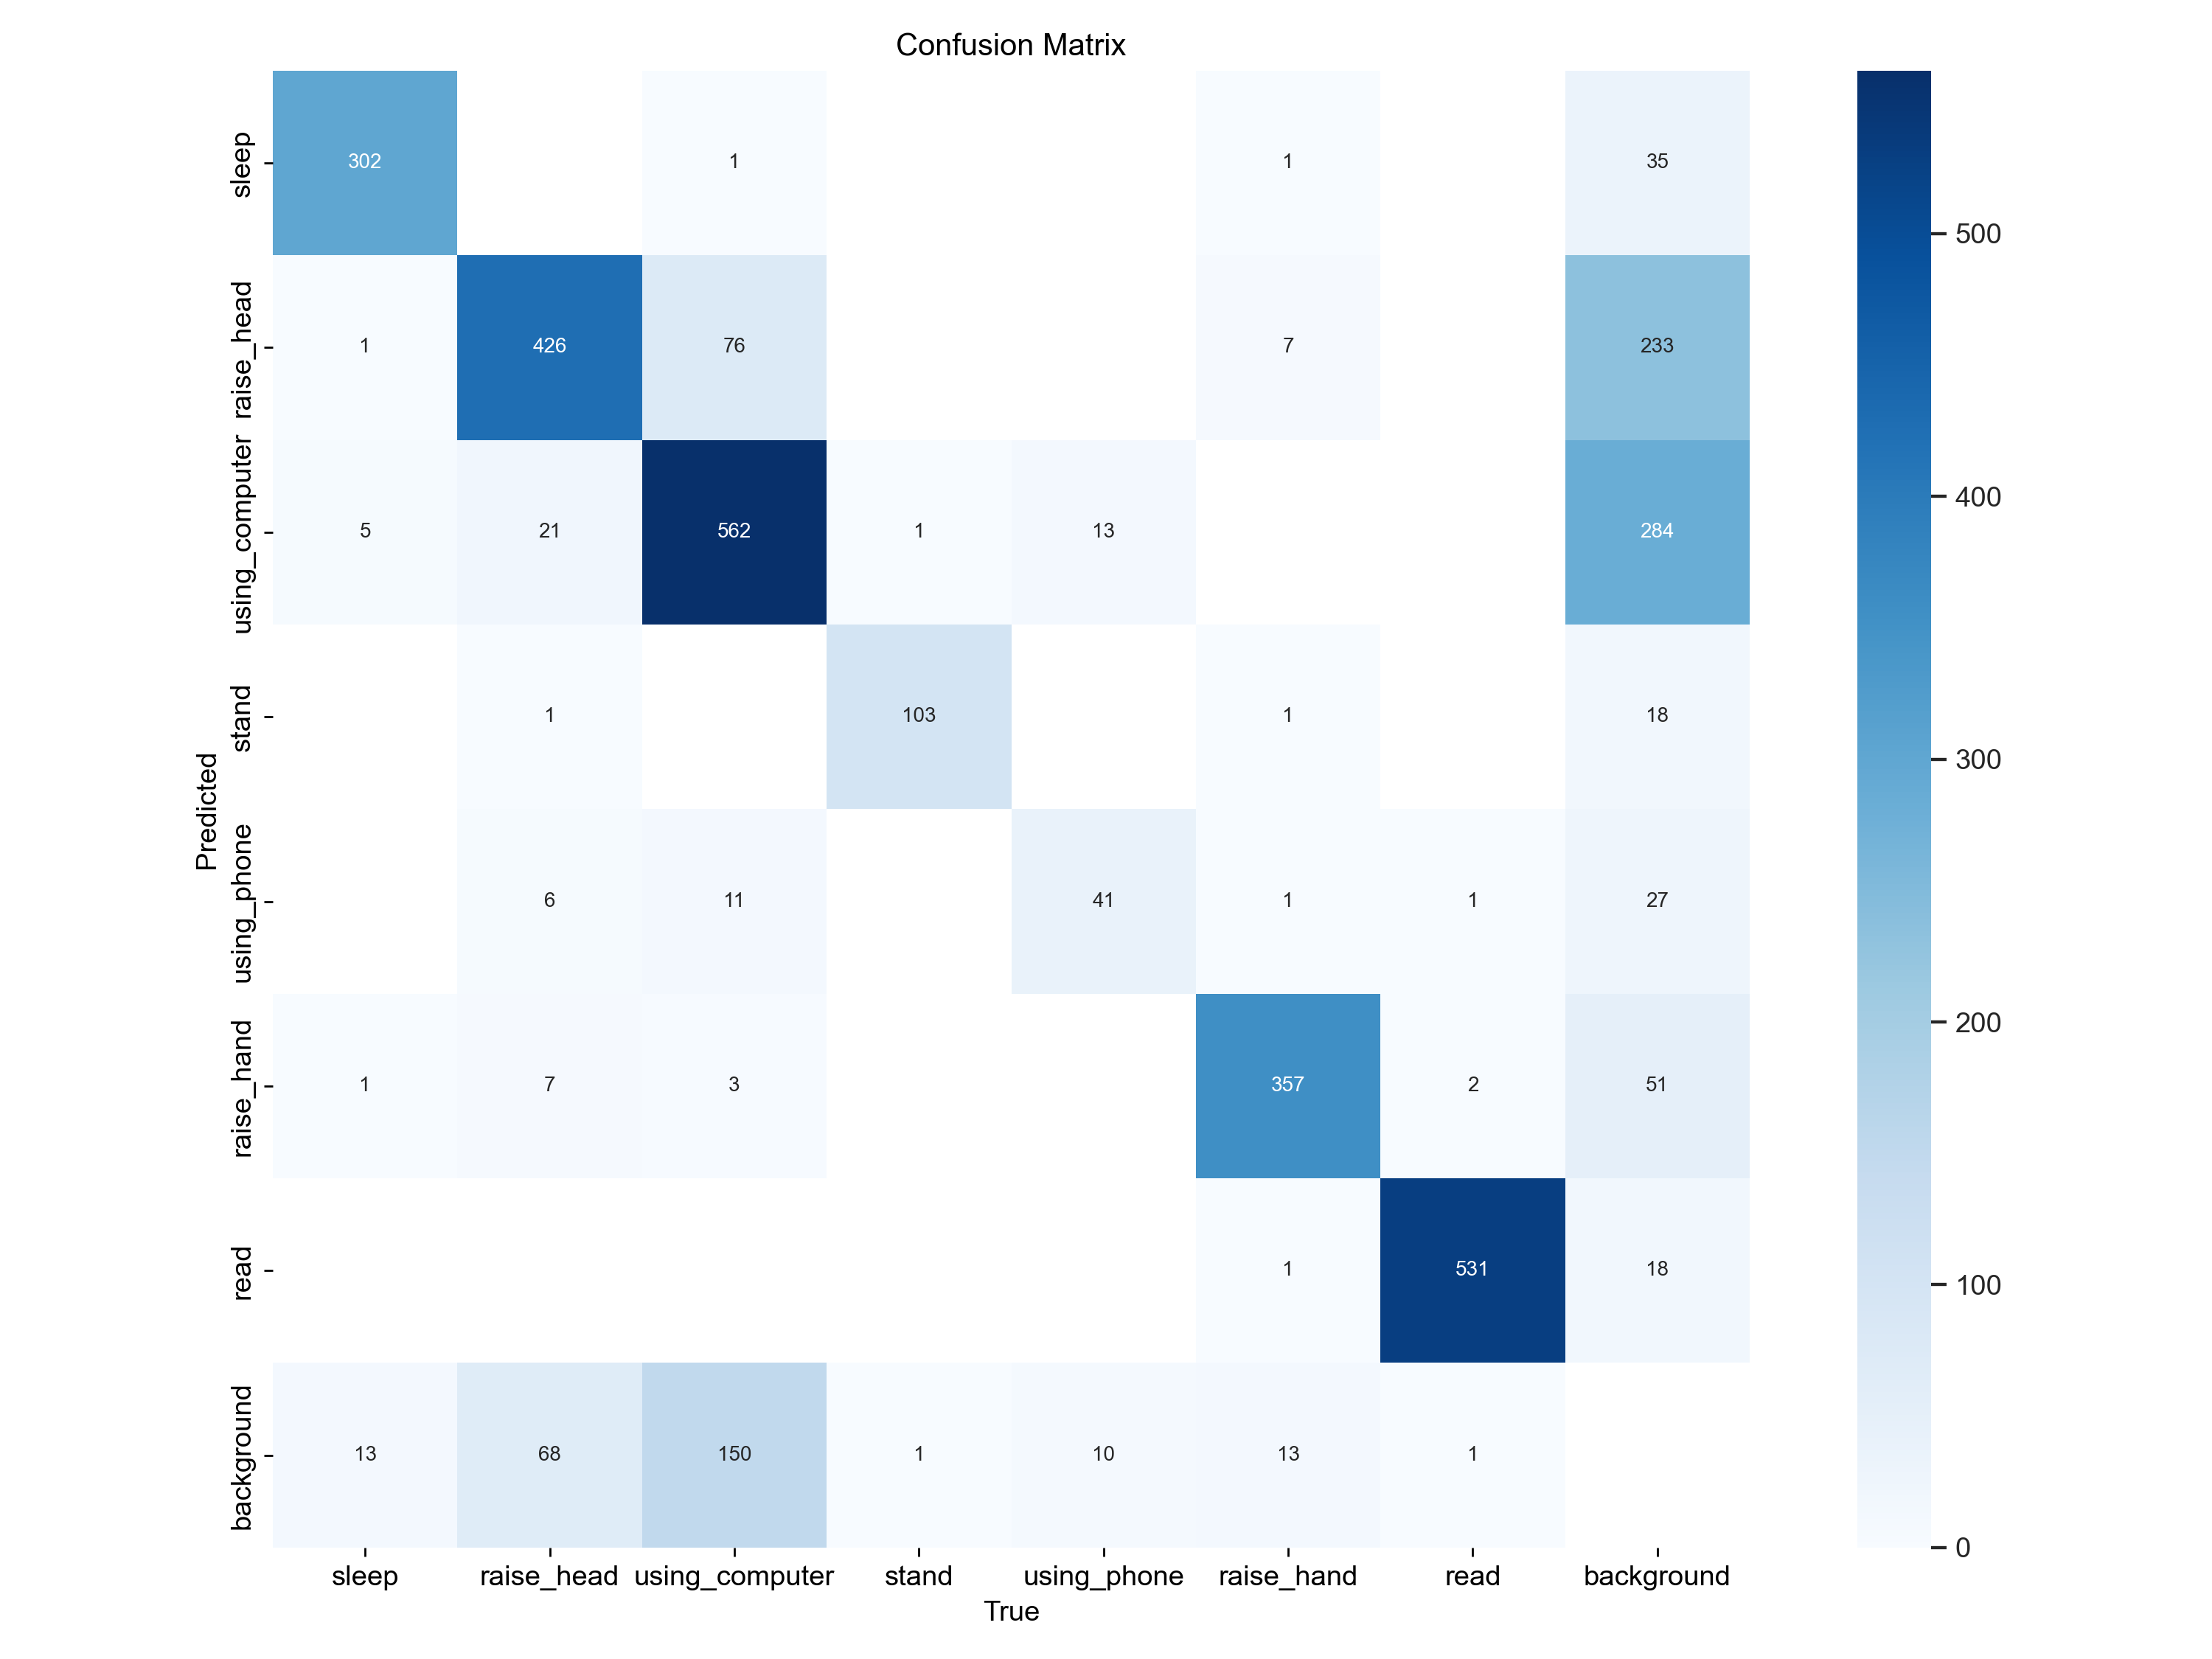 Confusion Matrix
sleep
302 1 1 35
raise_head
1 426 76 7 233
using_computer
5 21 562 1 13 284
stand
1 103 1 18
using_phone
6 11 41 1 1 27
raise_hand
1 7 3 357 2 51
read
1 531 18
background
13 68 150 1 10 13 1
Predicted
sleep raise_head using_computer stand using_phone raise_hand read background
True
500
400
300
200
100
0